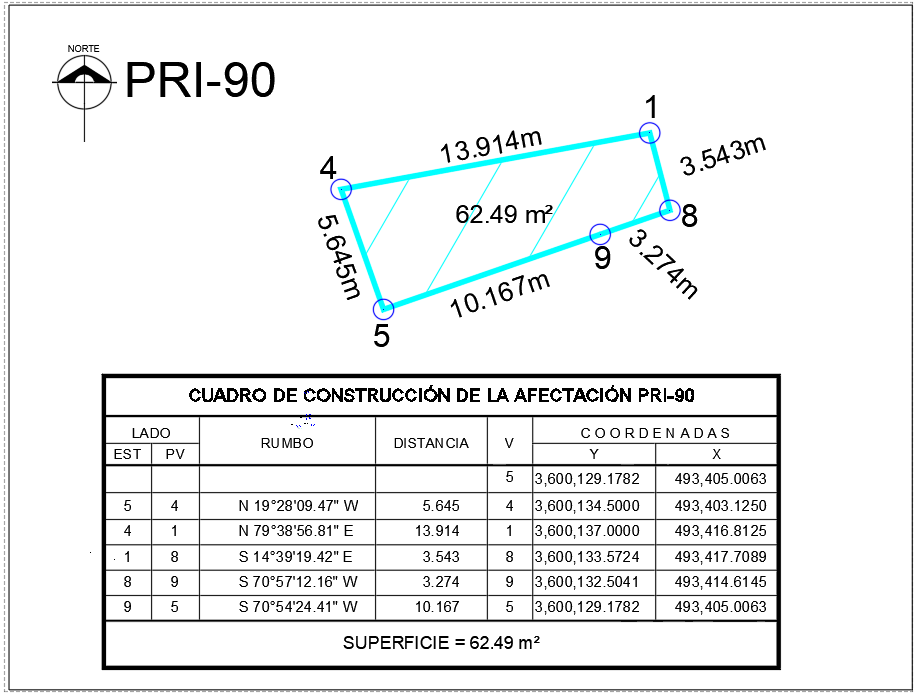 NORTE
PRI-90
1
13.914m
3.543m
4
62.49 m²
8
5.645m
9
3.274m
10.167m
5
CUADRO DE CONSTRUCCIÓN DE LA AFECTACIÓN PRI-90
LADO RUMBO DISTANCIA V COORDENADAS
EST PV Y X
5 3,600,129.1782 493,405.0063
5 4 N 19°28'09.47" W 5.645 4 3,600,134.5000 493,403.1250
4 1 N 79°38'56.81" E 13.914 1 3,600,137.0000 493,416.8125
1 8 S 14°39'19.42" E 3.543 8 3,600,133.5724 493,417.7089
8 9 S 70°57'12.16" W 3.274 9 3,600,132.5041 493,414.6145
9 5 S 70°54'24.41" W 10.167 5 3,600,129.1782 493,405.0063
SUPERFICIE = 62.49 m²